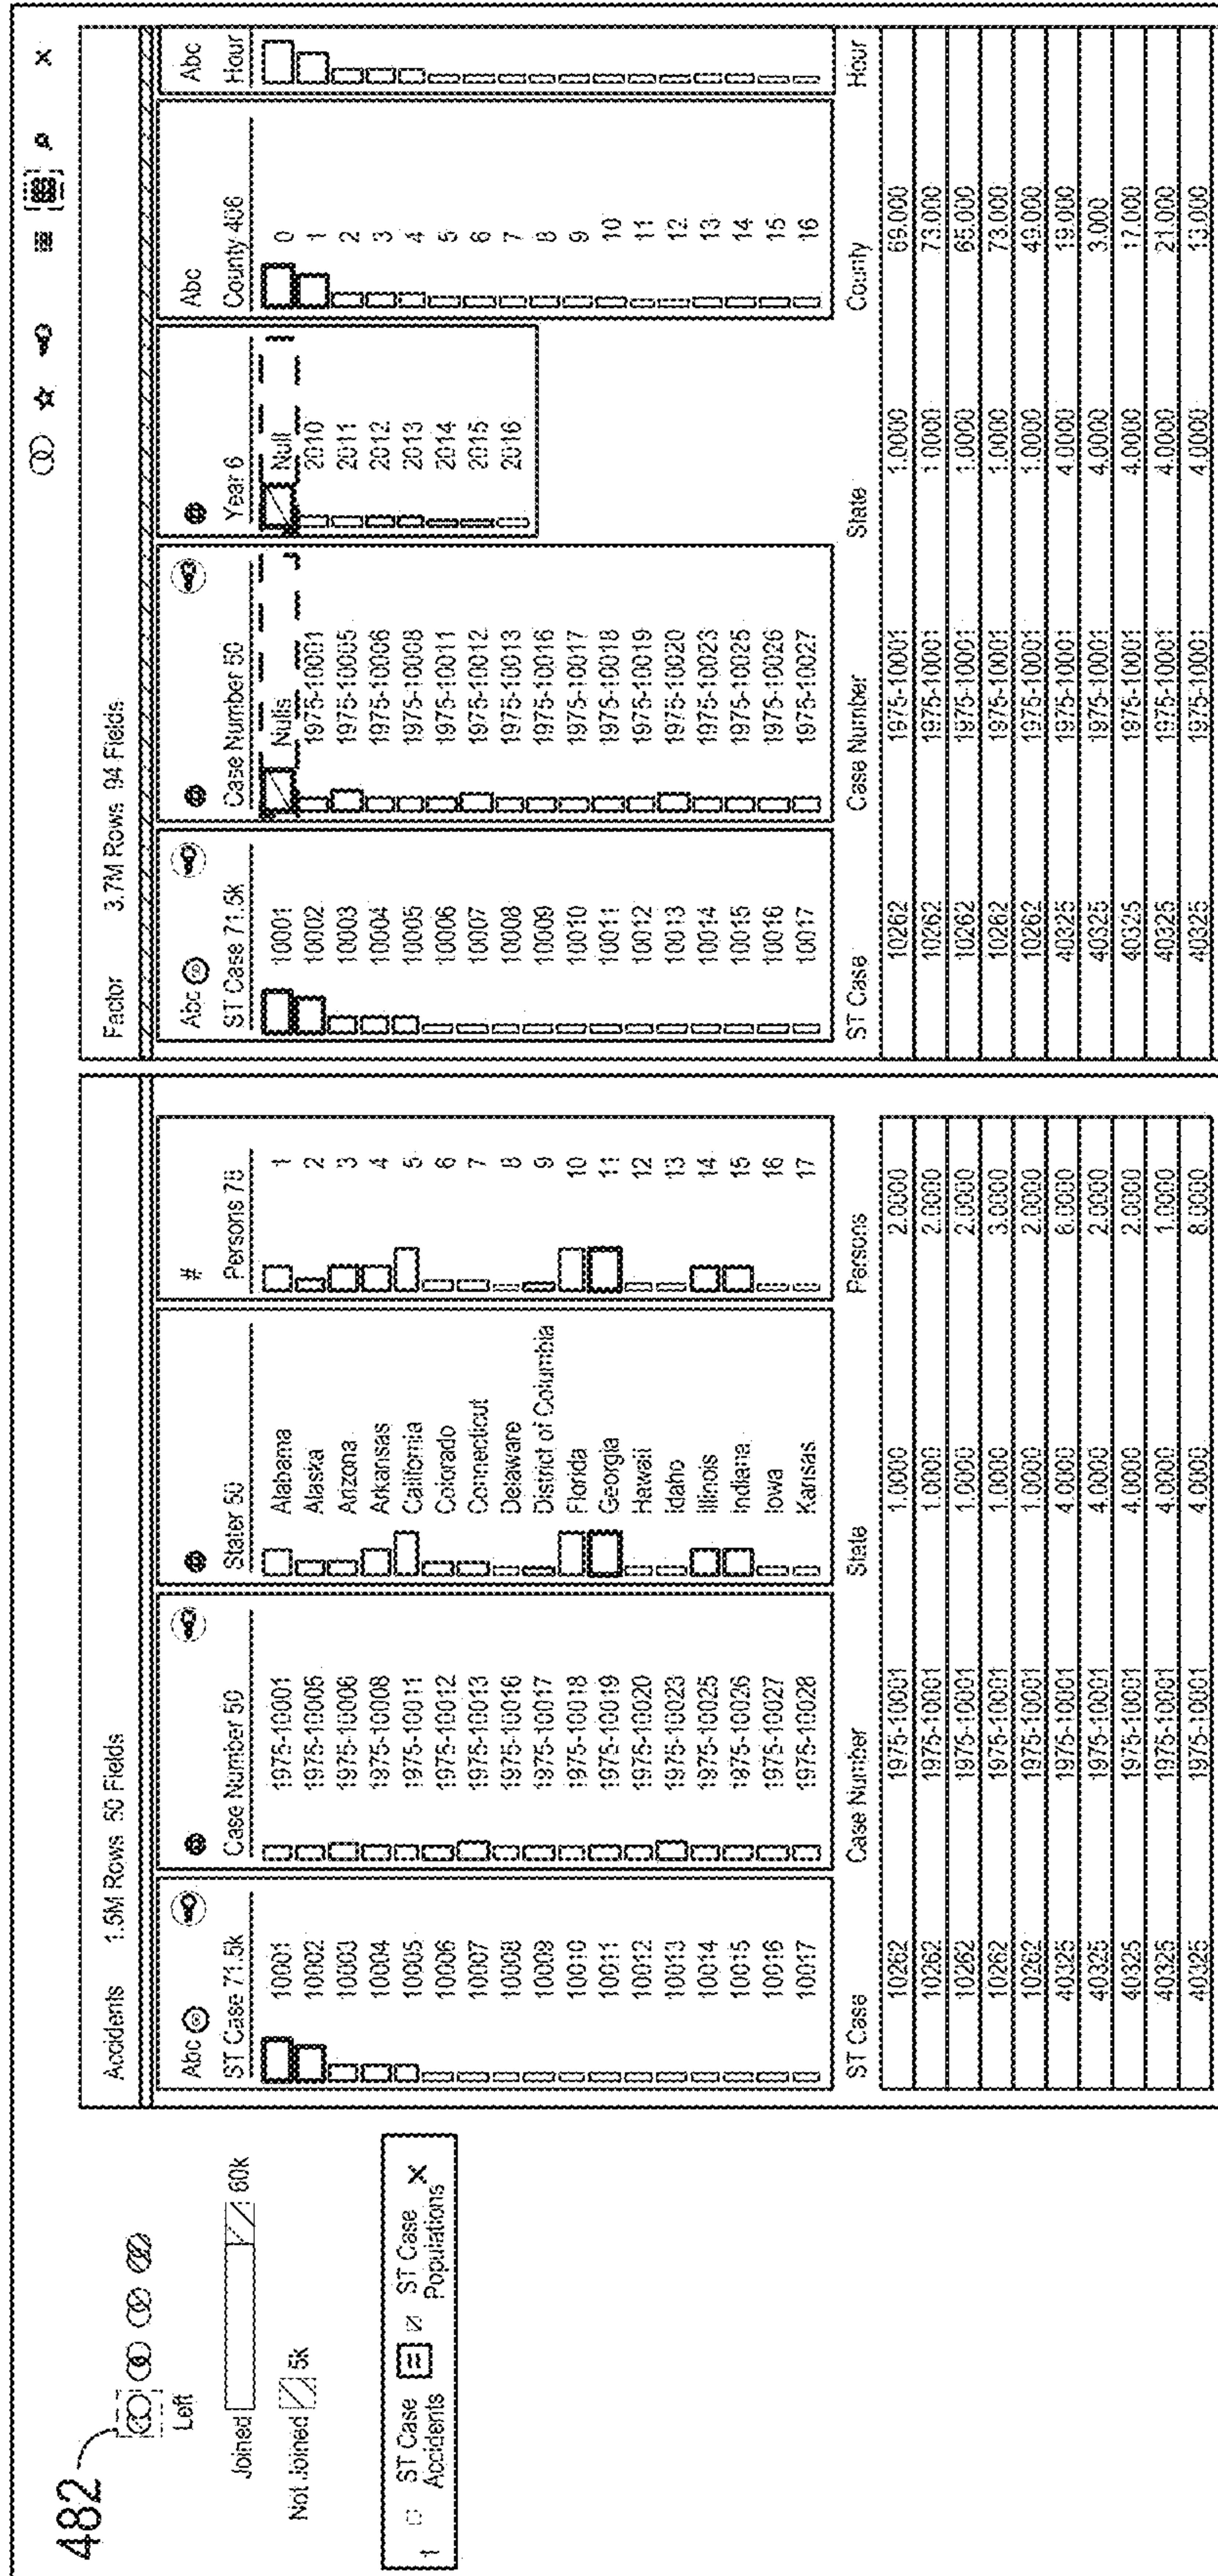 482
Left
Joined 60k
Not Joined 5k
1 ST Case Accidents = ST Case Populations X
Accidents 1.5M Rows 50 Fields
Abc
ST Case 71.5k
10001
10002
10003
10004
10005
10006
10007
10008
10009
10010
10011
10012
10013
10014
10015
10016
10017
Case Number 50
1975-10001
1975-10005
1975-10006
1975-10008
1975-10011
1975-10012
1975-10013
1975-10016
1975-10017
1975-10018
1975-10019
1975-10020
1975-10023
1975-10025
1975-10026
1975-10027
1975-10028
Stater 50
Alabama
Alaska
Arizona
Arkansas
California
Colorado
Connecticut
Delaware
District of Columbia
Florida
Georgia
Hawaii
Idaho
Illinois
Indiana
Iowa
Kansas
#
Persons 78
1
2
3
4
5
6
7
8
9
10
11
12
13
14
15
16
17
ST Case Case Number State Persons
10262 1975-10001 1.0000 2.0000
10262 1975-10001 1.0000 2.0000
10262 1975-10001 1.0000 2.0000
10262 1975-10001 1.0000 3.0000
10262 1975-10001 1.0000 2.0000
40325 1975-10001 4.0000 6.0000
40325 1975-10001 4.0000 2.0000
40325 1975-10001 4.0000 2.0000
40325 1975-10001 4.0000 1.0000
40325 1975-10001 4.0000 8.0000
Factor 3.7M Rows 94 Fields
Abc
ST Case 71.5k
10001
10002
10003
10004
10005
10006
10007
10008
10009
10010
10011
10012
10013
10014
10015
10016
10017
Case Number 50
Nulls
1975-10001
1975-10005
1975-10006
1975-10008
1975-10011
1975-10012
1975-10013
1975-10016
1975-10017
1975-10018
1975-10019
1975-10020
1975-10023
1975-10025
1975-10026
1975-10027
Year 6
Null
2010
2011
2012
2013
2014
2015
2016
Abc
County 406
0
1
2
3
4
5
6
7
8
9
10
11
12
13
14
15
16
Abc
Hour
ST Case Case Number State County Hour
10262 1975-10001 1.0000 69.000
10262 1975-10001 1.0000 73.000
10262 1975-10001 1.0000 65.000
10262 1975-10001 1.0000 73.000
10262 1975-10001 1.0000 49.000
40325 1975-10001 4.0000 19.000
40325 1975-10001 4.0000 3.000
40325 1975-10001 4.0000 17.000
40325 1975-10001 4.0000 21.000
40325 1975-10001 4.0000 13.000